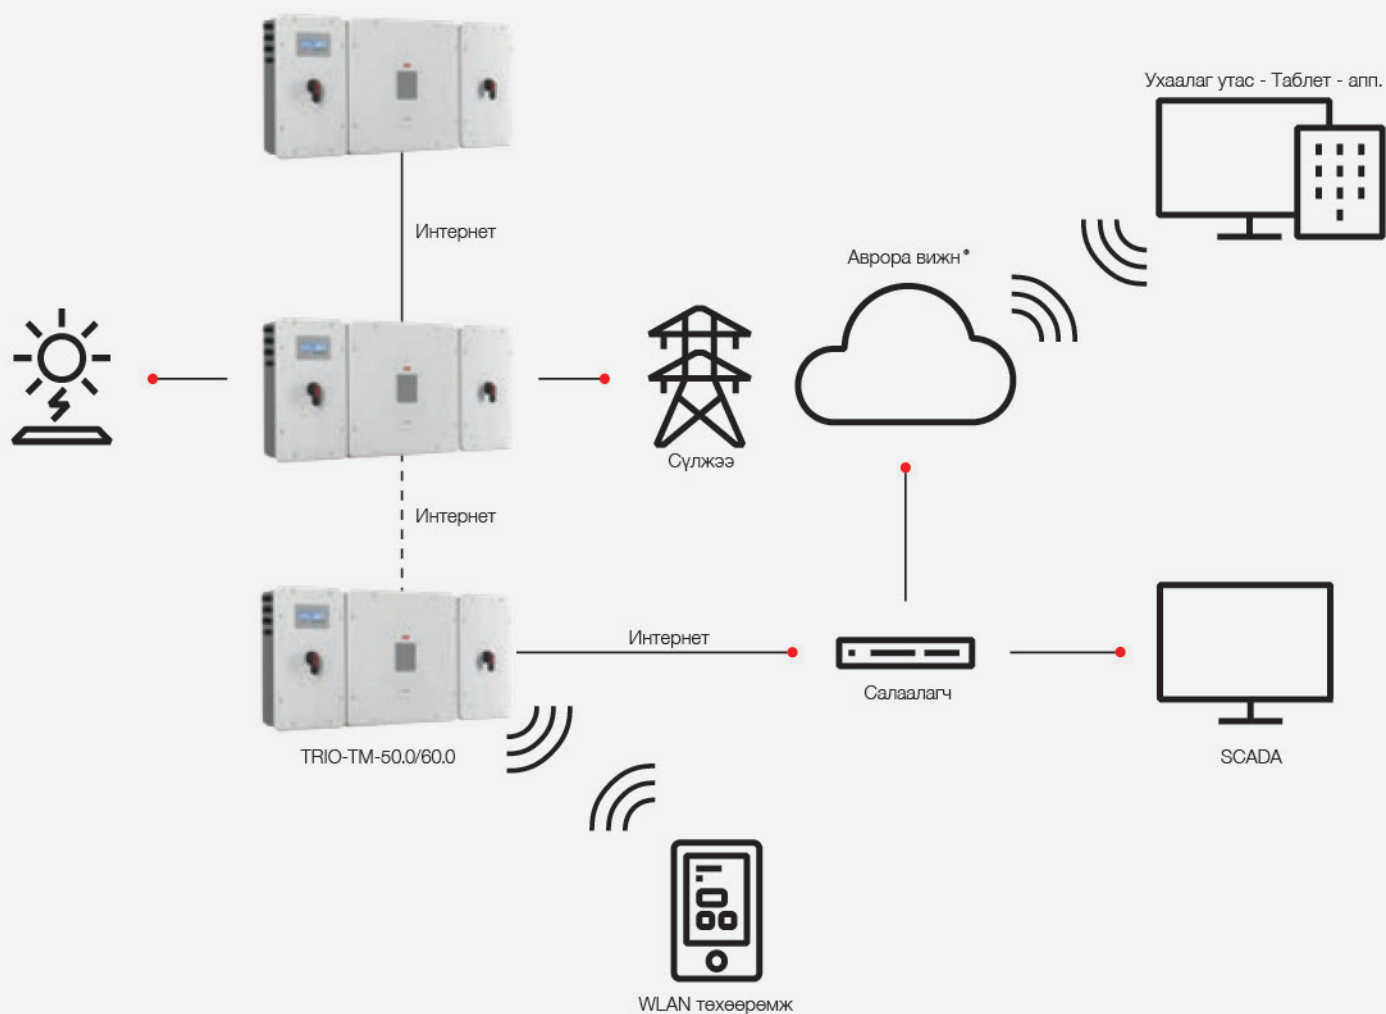 Ухаалаг утас - Таблет - апп.
Интернет
Аврора вижн®
Сүлжээ
Интернет
Интернет
Салаалагч
TRIO-TM-50.0/60.0
SCADA
WLAN төхөөрөмж